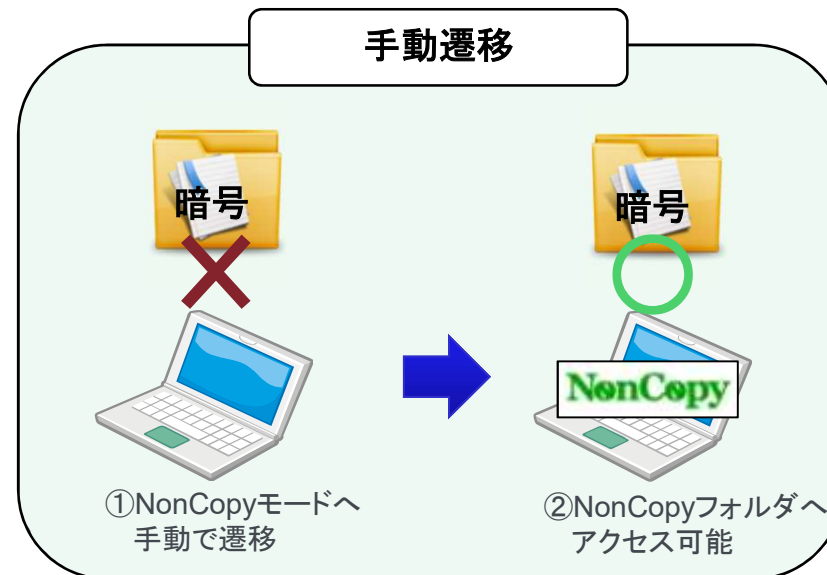 手動遷移
暗号
暗号
NonCopy
①NonCopyモードへ
手動で遷移
②NonCopyフォルダへ
アクセス可能